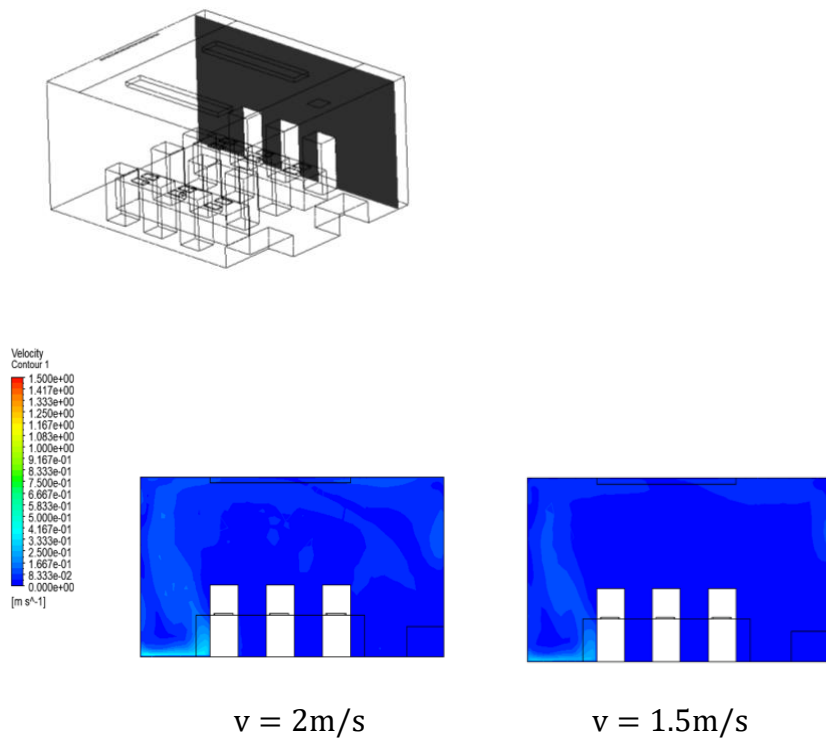 Velocity
Contour 1
1.500e+00
1.417e+00
1.333e+00
1.250e+00
1.167e+00
1.083e+00
1.000e+00
9.167e-01
8.333e-01
7.500e-01
6.667e-01
5.833e-01
5.000e-01
4.167e-01
3.333e-01
2.500e-01
1.667e-01
8.333e-02
0.000e+00
[m s^-1]
v = 2m/s
v = 1.5m/s